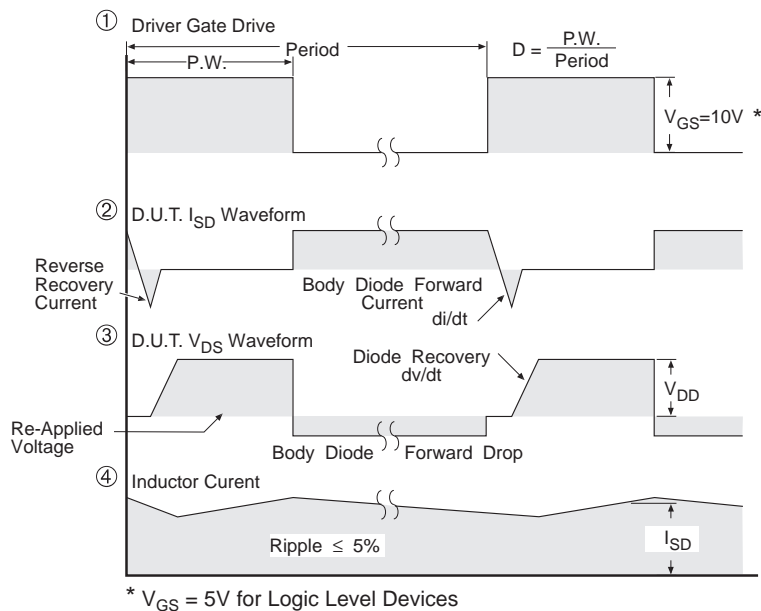 ① Driver Gate Drive
Period
P.W.
D = P.W. / Period
V_GS=10V *
② D.U.T. I_SD Waveform
Reverse
Recovery
Current
Body Diode Forward
Current
di/dt
③ D.U.T. V_DS Waveform
Diode Recovery
dv/dt
V_DD
Re-Applied
Voltage
Body Diode Forward Drop
④ Inductor Curent
Ripple ≤ 5%
I_SD
* V_GS = 5V for Logic Level Devices